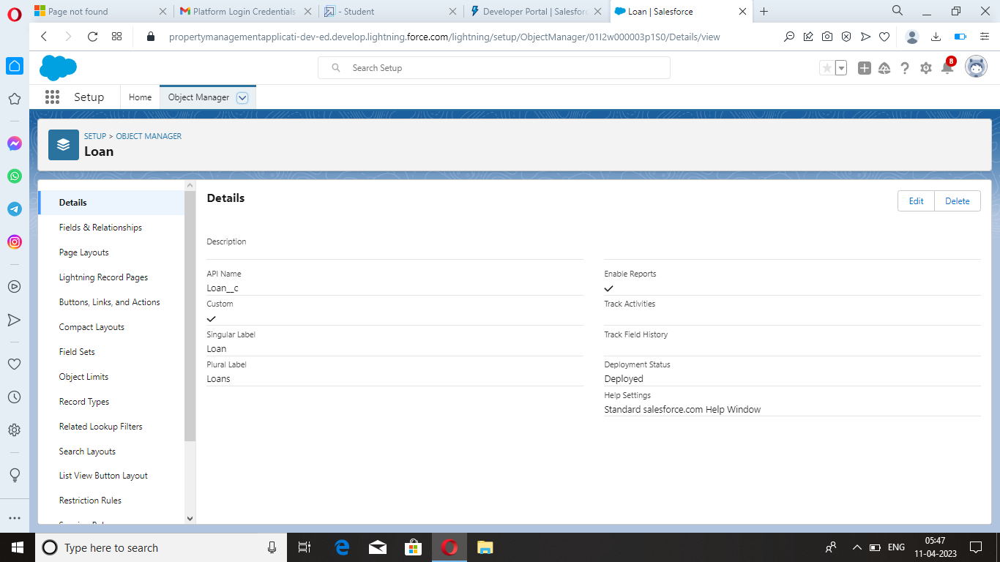 Page not found
Platform Login Credentials
- Student
Developer Portal | Salesforc
Loan | Salesforce
propertymanagementapplicati-dev-ed.develop.lightning.force.com/lightning/setup/ObjectManager/01I2w000003p1S0/Details/view
Search Setup
8
Setup
Home
Object Manager
SETUP > OBJECT MANAGER
Loan
Details
Fields & Relationships
Page Layouts
Lightning Record Pages
Buttons, Links, and Actions
Compact Layouts
Field Sets
Object Limits
Record Types
Related Lookup Filters
Search Layouts
List View Button Layout
Restriction Rules
Details
Edit
Delete
Description
API Name
Loan__c
Custom
Singular Label
Loan
Plural Label
Loans
Enable Reports
Track Activities
Track Field History
Deployment Status
Deployed
Help Settings
Standard salesforce.com Help Window
Type here to search
ENG
05:47
11-04-2023